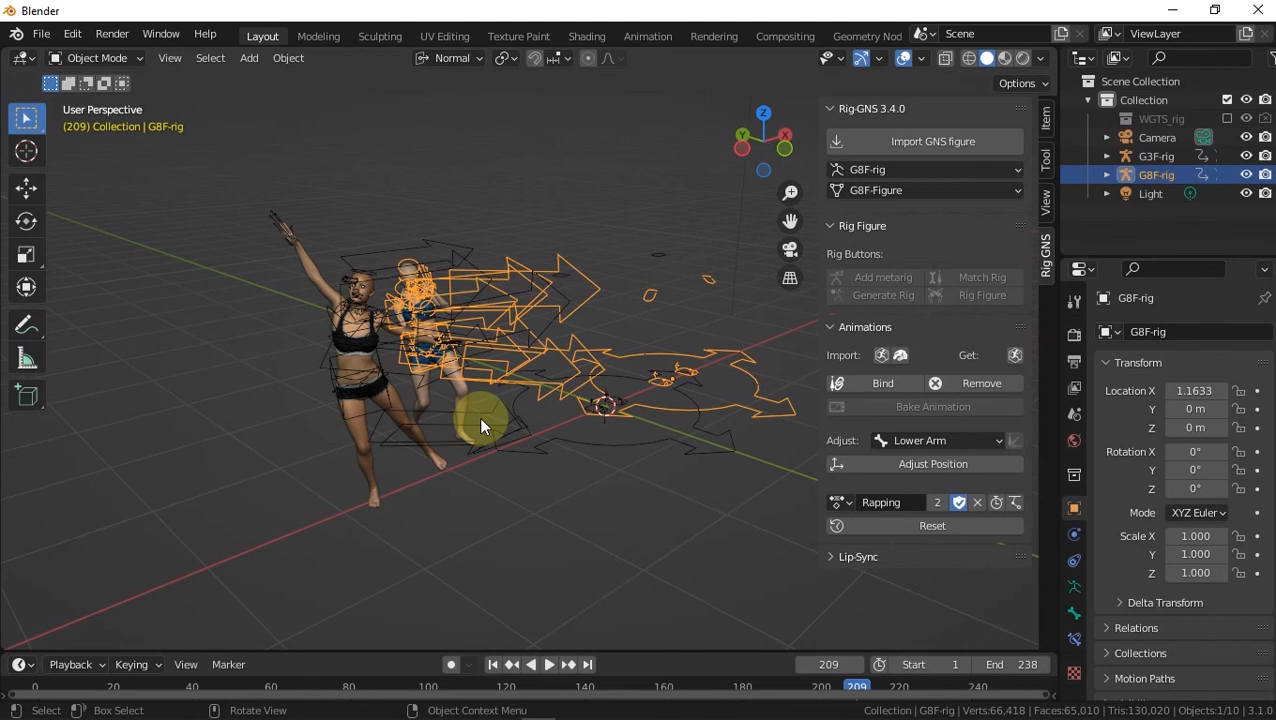 Blender
File Edit Render Window Help
Layout Modeling Sculpting UV Editing Texture Paint Shading Animation Rendering Compositing Geometry Nod
Scene
ViewLayer
Object Mode View Select Add Object
Normal
Options
User Perspective
(209) Collection | G8F-rig
Z
Y
X
Rig-GNS 3.4.0
Import GNS figure
G8F-rig
G8F-Figure
Rig Figure
Rig Buttons:
Add metarig Match Rig
Generate Rig Rig Figure
Animations
Import: Get:
Bind Remove
Bake Animation
Adjust: Lower Arm
Adjust Position
Rapping 2
Reset
Lip-Sync
Item
Tool
View
Rig GNS
Scene Collection
Collection
WGTS_rig
Camera
G3F-rig
G8F-rig
Light
G8F-rig
G8F-rig
Transform
Location X 1.1633
Y 0 m
Z 0 m
Rotation X 0°
Y 0°
Z 0°
Mode XYZ Euler
Scale X 1.000
Y 1.000
Z 1.000
Delta Transform
Relations
Collections
Motion Paths
Playback Keying View Marker
209 Start 1 End 238
0 20 40 60 80 100 120 140 160 180 200 209 220 240
Select Box Select Rotate View Object Context Menu
Collection | G8F-rig | Verts:66,418 | Faces:65,010 | Tris:130,020 | Objects:1/10 | 3.1.0